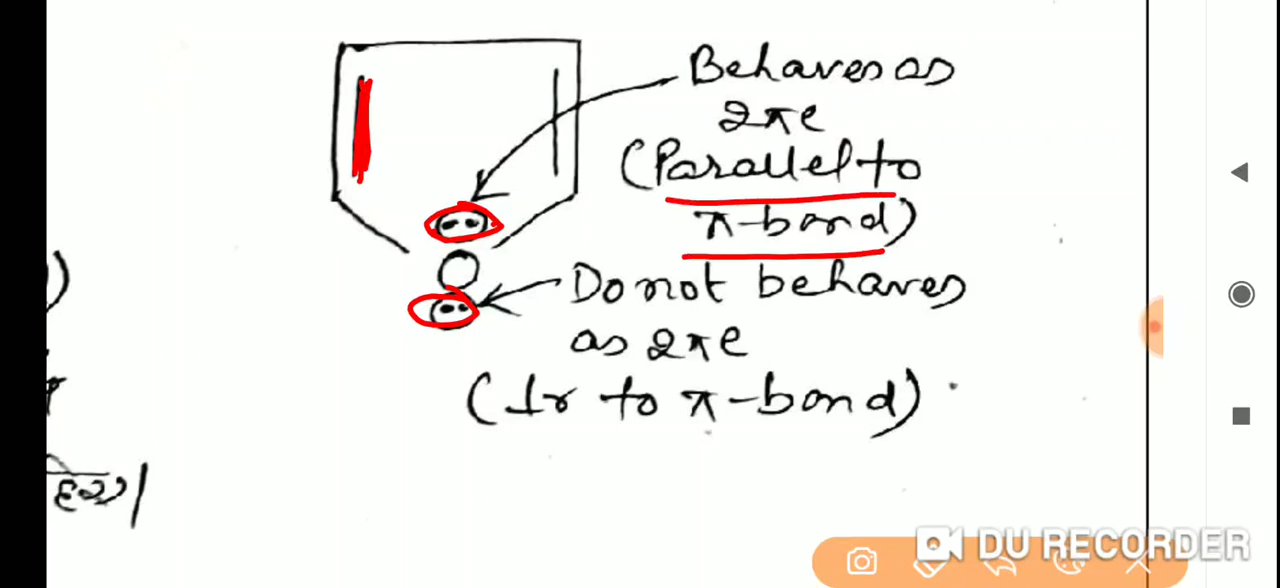 Behaves as
2πe
(Parallel to
π-bond)
O
Do not behaves
as 2πe
(⊥r to π-bond)
DU RECORDER